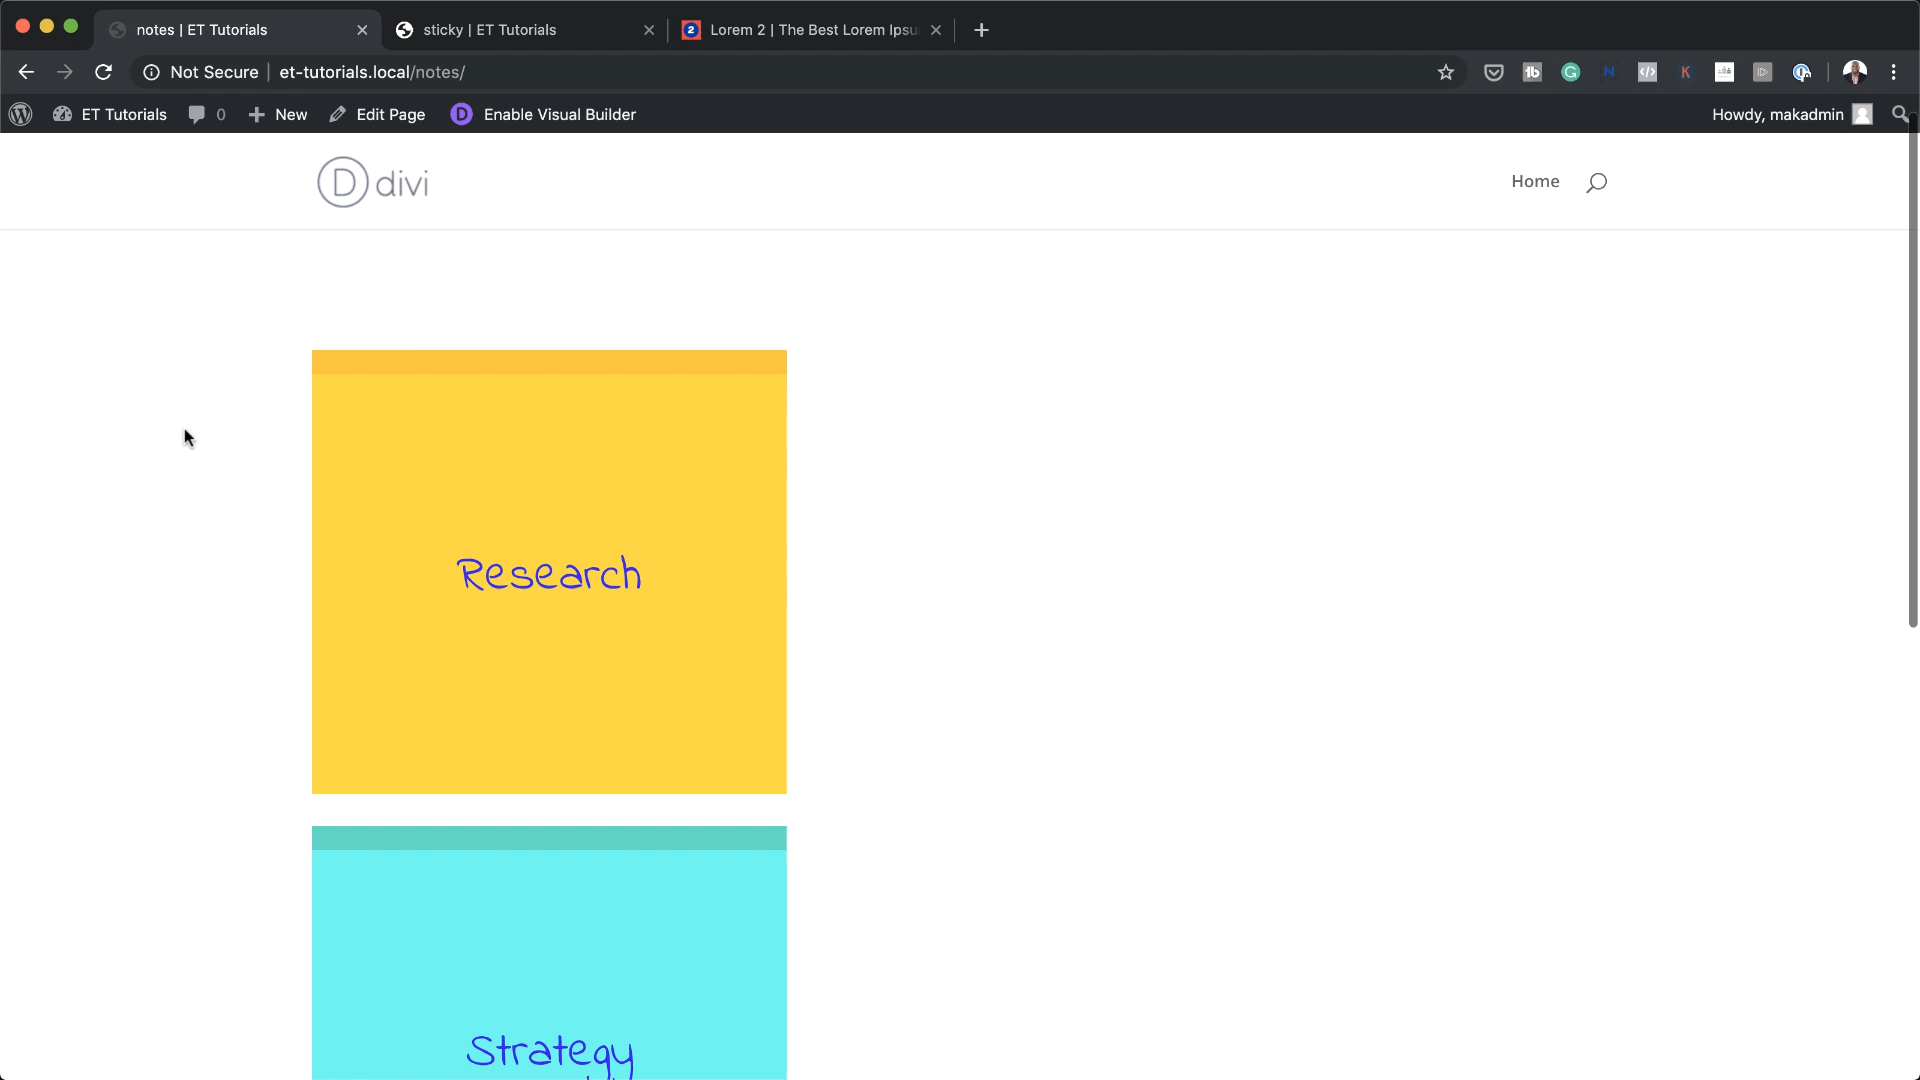 notes | ET Tutorials
sticky | ET Tutorials
2 Lorem 2 | The Best Lorem Ipsu
Not Secure | et-tutorials.local/notes/
ET Tutorials
0
New
Edit Page
D Enable Visual Builder
Howdy, makadmin
D divi
Home
Research
Strategy